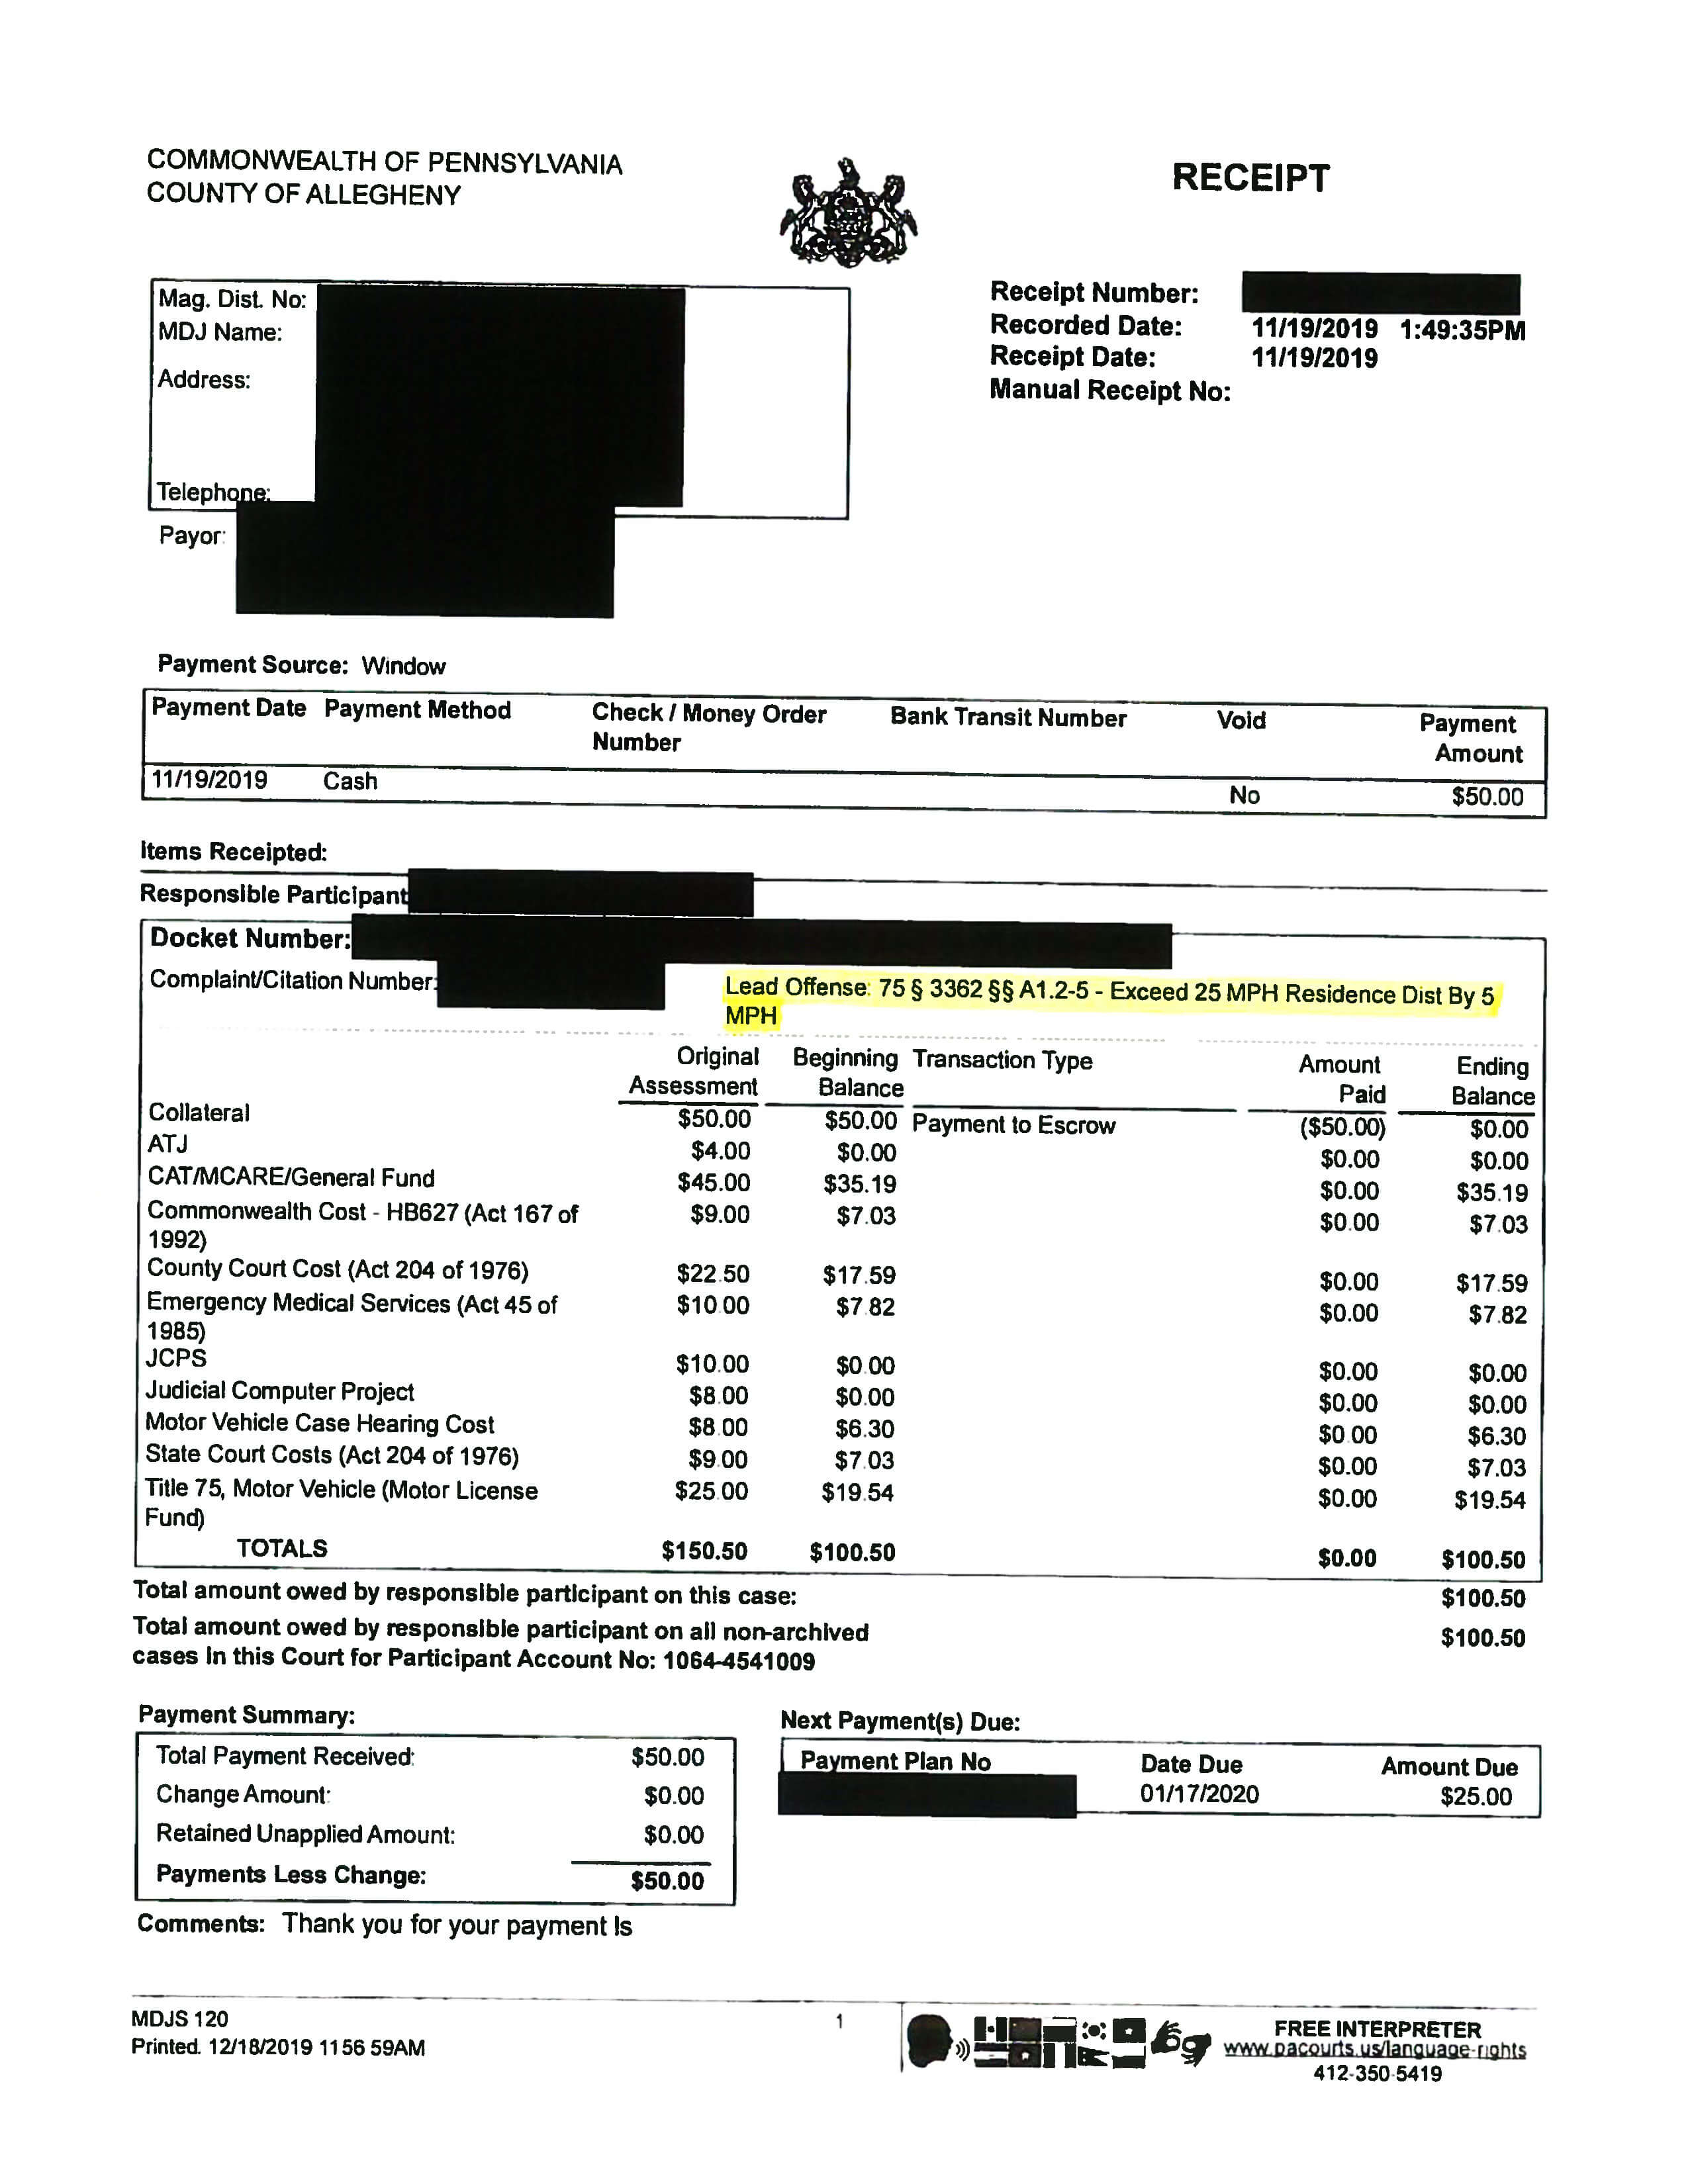 COMMONWEALTH OF PENNSYLVANIA
COUNTY OF ALLEGHENY
RECEIPT
Mag. Dist. No:
MDJ Name:
Address:
Telephone:
Payor:
Receipt Number:
Recorded Date: 11/19/2019 1:49:35PM
Receipt Date: 11/19/2019
Manual Receipt No:
Payment Source: Window
Payment Date Payment Method Check / Money Order Bank Transit Number Void Payment
Number Amount
11/19/2019 Cash No $50.00
Items Receipted:
Responsible Participant
Docket Number:
Complaint/Citation Number:
Lead Offense: 75 § 3362 §§ A1.2-5 - Exceed 25 MPH Residence Dist By 5
MPH
Original Beginning Transaction Type Amount Ending
Assessment Balance Paid Balance
Collateral $50.00 $50.00 Payment to Escrow ($50.00) $0.00
ATJ $4.00 $0.00 $0.00 $0.00
CAT/MCARE/General Fund $45.00 $35.19 $0.00 $35.19
Commonwealth Cost - HB627 (Act 167 of $9.00 $7.03 $0.00 $7.03
1992)
County Court Cost (Act 204 of 1976) $22.50 $17.59 $0.00 $17.59
Emergency Medical Services (Act 45 of $10.00 $7.82 $0.00 $7.82
1985)
JCPS $10.00 $0.00 $0.00 $0.00
Judicial Computer Project $8.00 $0.00 $0.00 $0.00
Motor Vehicle Case Hearing Cost $8.00 $6.30 $0.00 $6.30
State Court Costs (Act 204 of 1976) $9.00 $7.03 $0.00 $7.03
Title 75, Motor Vehicle (Motor License $25.00 $19.54 $0.00 $19.54
Fund)
TOTALS $150.50 $100.50 $0.00 $100.50
Total amount owed by responsible participant on this case: $100.50
Total amount owed by responsible participant on all non-archived $100.50
cases in this Court for Participant Account No: 1064-4541009
Payment Summary:
Total Payment Received: $50.00
Change Amount: $0.00
Retained Unapplied Amount: $0.00
Payments Less Change: $50.00
Next Payment(s) Due:
Payment Plan No Date Due Amount Due
01/17/2020 $25.00
Comments: Thank you for your payment ls
MDJS 120
Printed. 12/18/2019 11 56 59AM
1
FREE INTERPRETER
www.pacourts.us/language-rights
412-350-5419